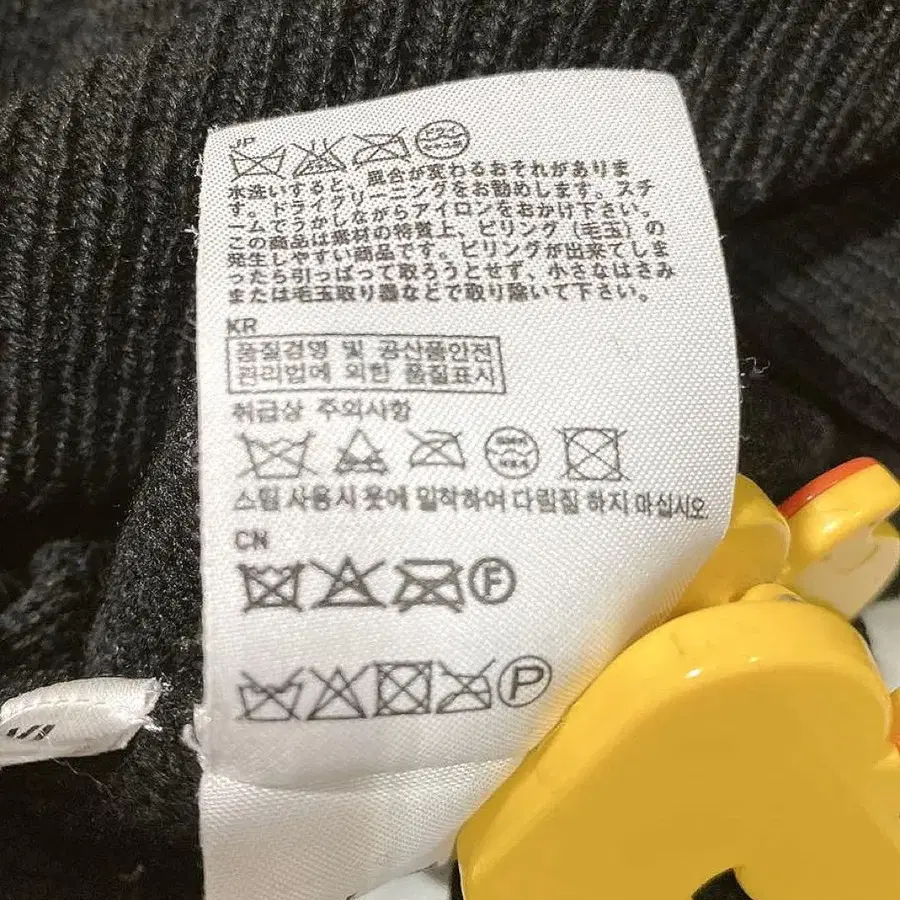 JP
ドライ
水洗いすると、風合が変わるおそれがありま
す。ドライクリーニングをお勧めします。スチ
ームでうかしながらアイロンをおかけ下さい。
この商品は素材の特質上、ピリング（毛玉）の
発生しやすい商品です。ピリングが出来てしま
ったら引っぱって取ろうとせず、小さなはさみ
または毛玉取り器などで取り除いて下さい。
KR
품질경영 및 공산품안전
관리법에 의한 품질표시
취급상 주의사항
스팀 사용시 옷에 밀착하여 다림질 하지 마십시오.
CN
F
P